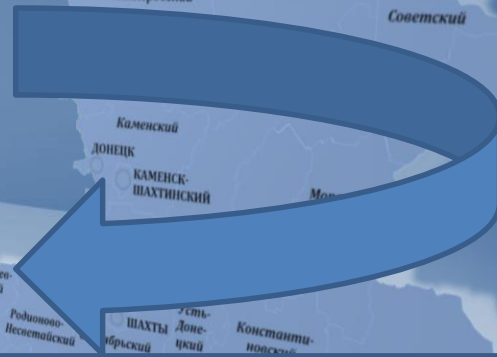 Советский
Каменский
ДОНЕЦК
КАМЕНСК-
ШАХТИНСКИЙ
Родионово-
Несветайский
ШАХТЫ
Усть-
Доне-
цкий
Константи-
новский